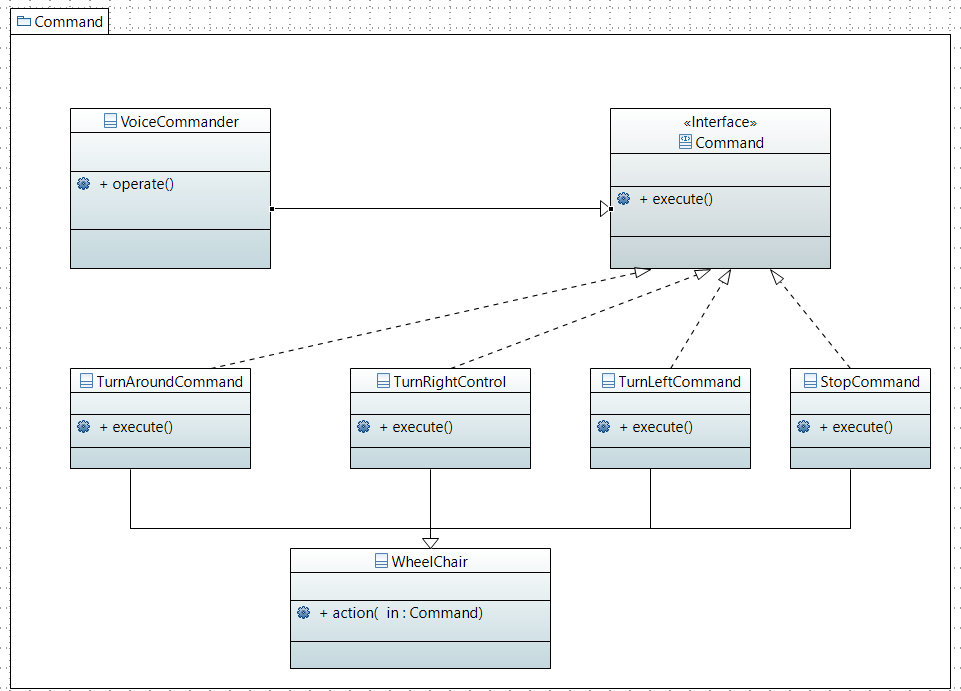 Command
VoiceCommander
+ operate()
«Interface»
Command
+ execute()
TurnAroundCommand
+ execute()
TurnRightControl
+ execute()
TurnLeftCommand
+ execute()
StopCommand
+ execute()
WheelChair
+ action(  in : Command)